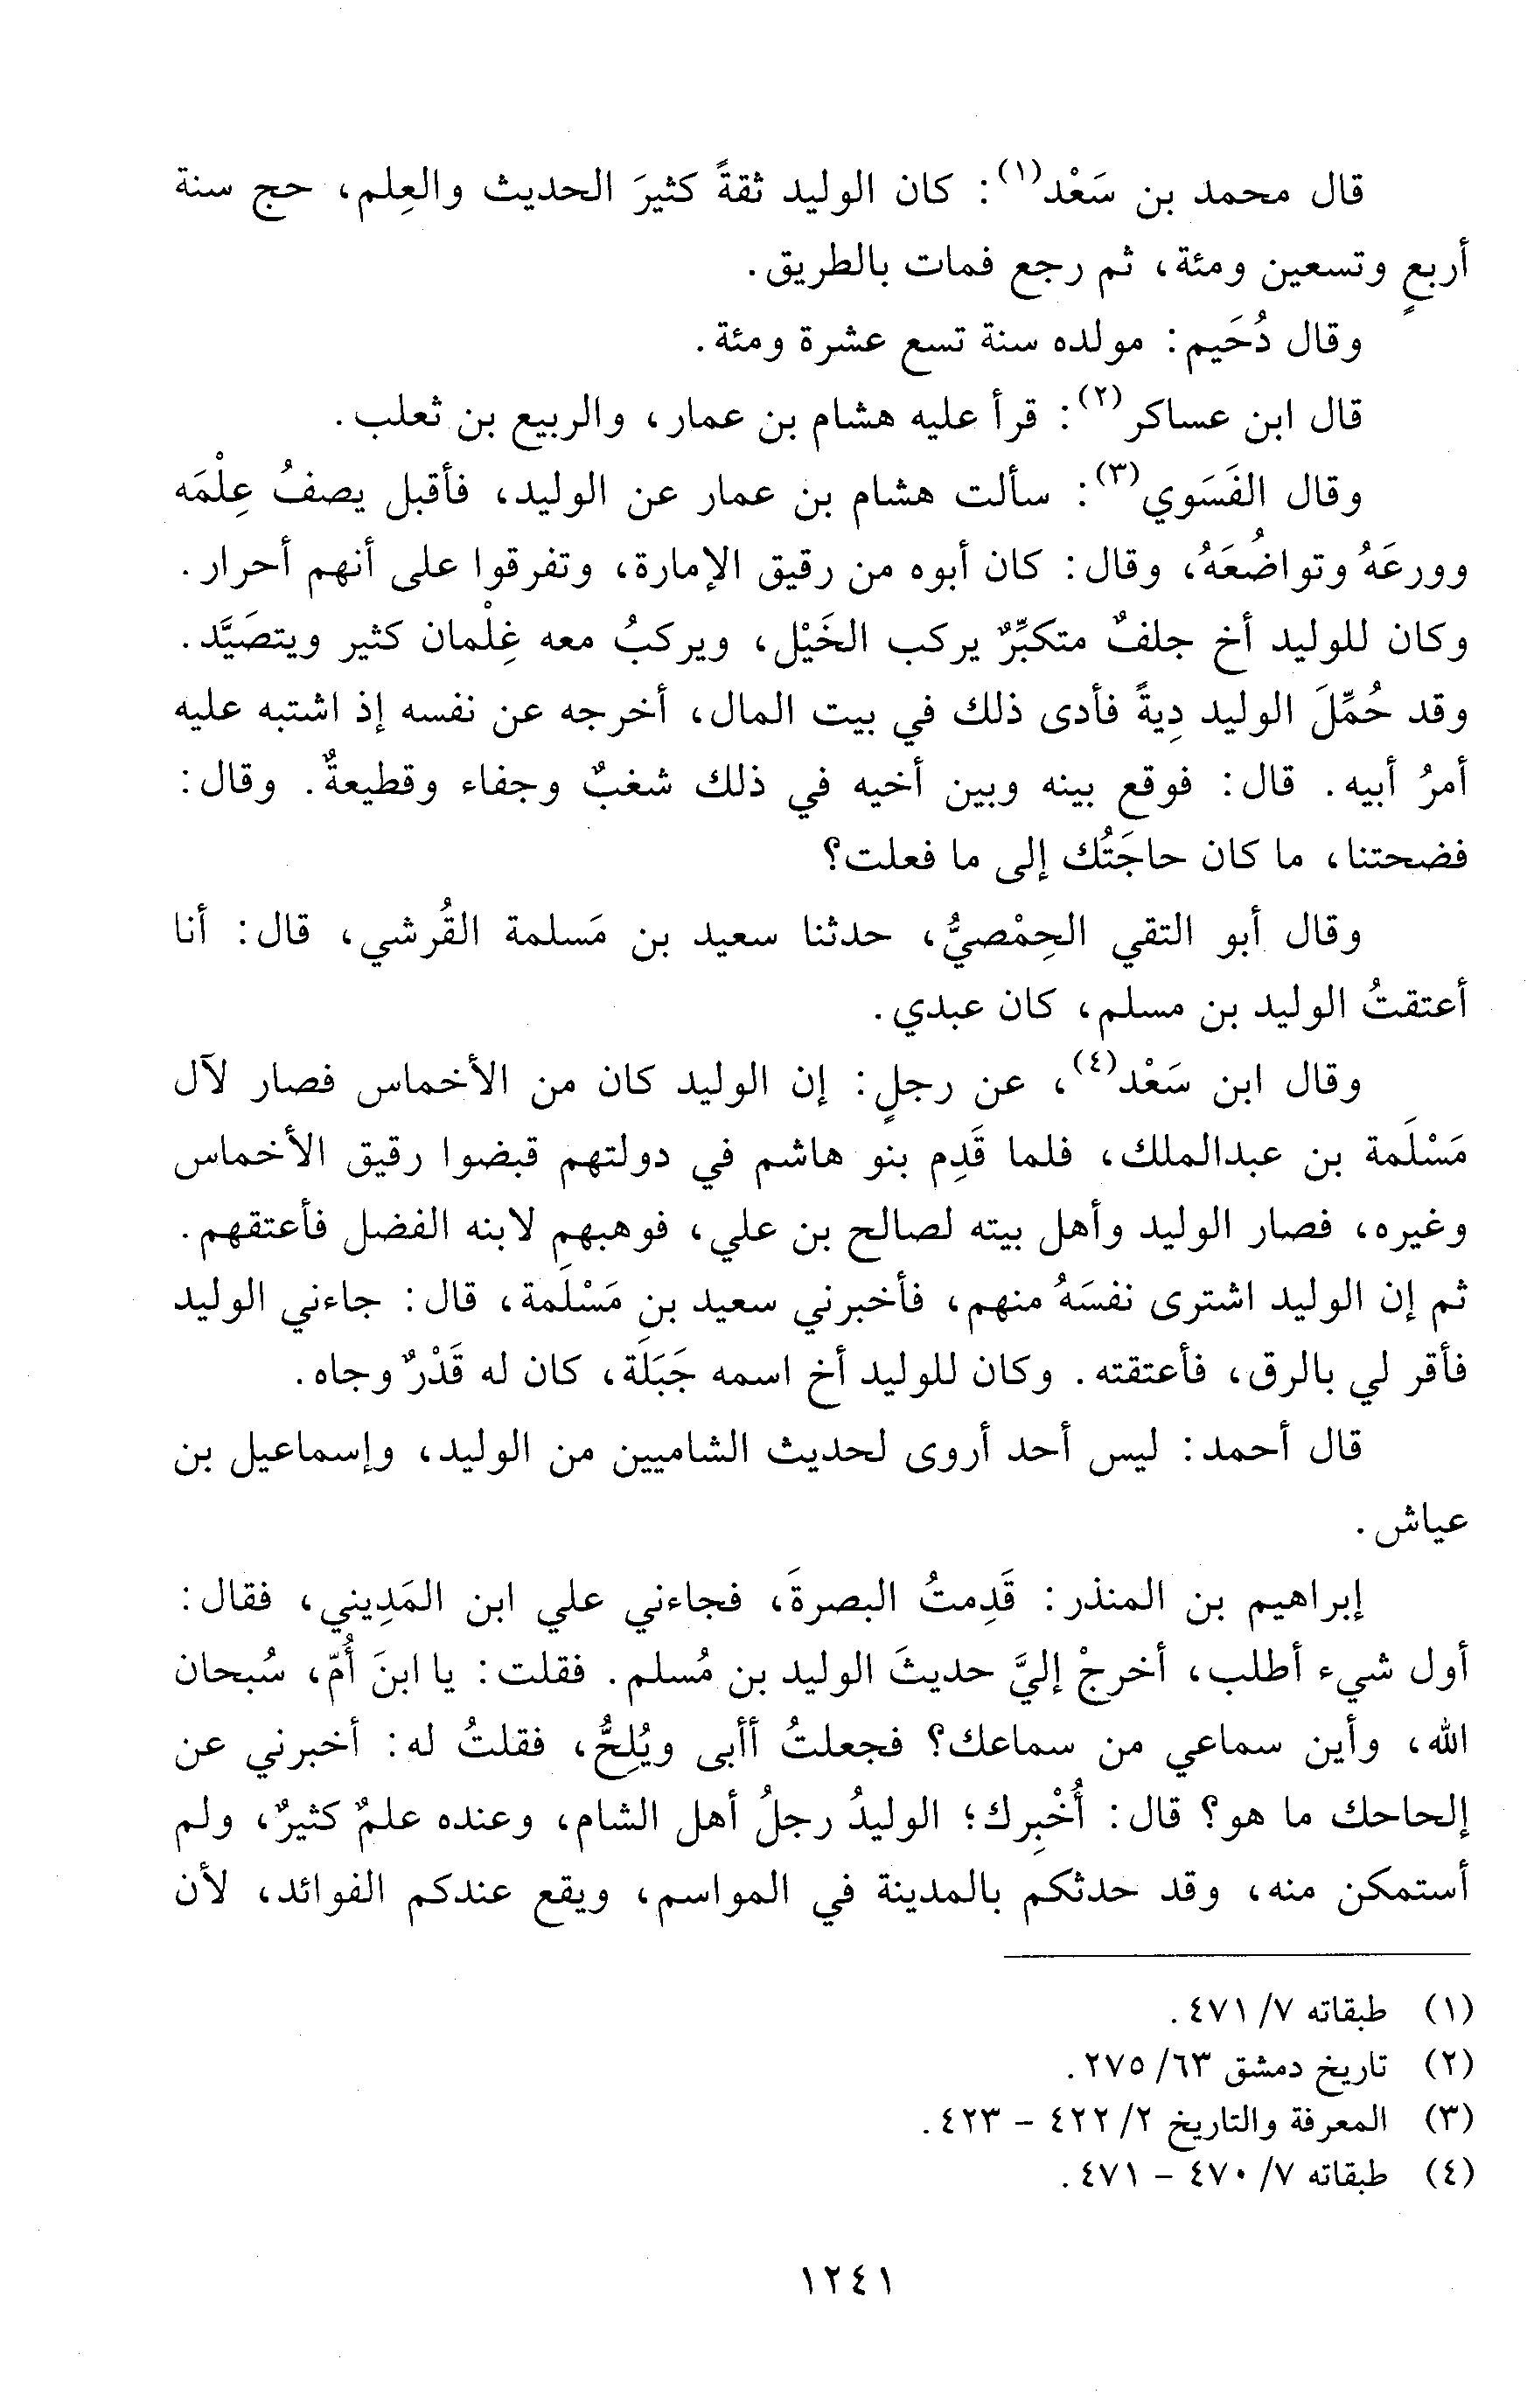 قال محمد بن سَعْد(١): كان الوليد ثقةً كثيرَ الحديث والعِلم، حج سنة
أربعٍ وتسعين ومئة، ثم رجع فمات بالطريق.
وقال دُحَيم: مولده سنة تسع عشرة ومئة.
قال ابن عساكر(٢): قرأ عليه هشام بن عمار، والربيع بن ثعلب.
وقال الفَسَوي(٣): سألت هشام بن عمار عن الوليد، فأقبل يصفُ عِلْمَه
وورعَهُ وتواضُعَهُ، وقال: كان أبوه من رقيق الإمارة، وتفرقوا على أنهم أحرار.
وكان للوليد أخ جلفٌ متكبِّرٌ يركب الخَيْل، ويركبُ معه غِلْمان كثير ويتصَيَّد.
وقد حُمِّلَ الوليد دِيةً فأدى ذلك في بيت المال، أخرجه عن نفسه إذ اشتبه عليه
أمرُ أبيه. قال: فوقع بينه وبين أخيه في ذلك شغبٌ وجفاء وقطيعةٌ. وقال:
فضحتنا، ما كان حاجَتُك إلى ما فعلت؟
وقال أبو التقي الحِمْصيُّ، حدثنا سعيد بن مَسلمة القُرشي، قال: أنا
أعتقتُ الوليد بن مسلم، كان عبدي.
وقال ابن سَعْد(٤)، عن رجلٍ: إن الوليد كان من الأخماس فصار لآل
مَسْلَمة بن عبدالملك، فلما قَدِم بنو هاشم في دولتهم قبضوا رقيق الأخماس
وغيره، فصار الوليد وأهل بيته لصالح بن علي، فوهبهم لابنه الفضل فأعتقهم.
ثم إن الوليد اشترى نفسَهُ منهم، فأخبرني سعيد بن مَسْلَمة، قال: جاءني الوليد
فأقر لي بالرق، فأعتقته. وكان للوليد أخ اسمه جَبَلَة، كان له قَدْرٌ وجاه.
قال أحمد: ليس أحد أروى لحديث الشاميين من الوليد، وإسماعيل بن
عياش.
إبراهيم بن المنذر: قَدِمتُ البصرةَ، فجاءني علي ابن المَدِيني، فقال:
أول شيء أطلب، أخرجْ إليَّ حديثَ الوليد بن مُسلم. فقلت: يا ابنَ أُمّ، سُبحان
الله، وأين سماعي من سماعك؟ فجعلتُ أأبى ويُلِحُّ، فقلتُ له: أخبرني عن
إلحاحك ما هو؟ قال: أُخْبِرك؛ الوليدُ رجلُ أهل الشام، وعنده علمٌ كثيرٌ، ولم
أستمكن منه، وقد حدثكم بالمدينة في المواسم، ويقع عندكم الفوائد، لأن
(١) طبقاته ٧/ ٤٧١.
(٢) تاريخ دمشق ٦٣/ ٢٧٥.
(٣) المعرفة والتاريخ ٢/ ٤٢٢ - ٤٢٣.
(٤) طبقاته ٧/ ٤٧٠ - ٤٧١.
١٢٤١